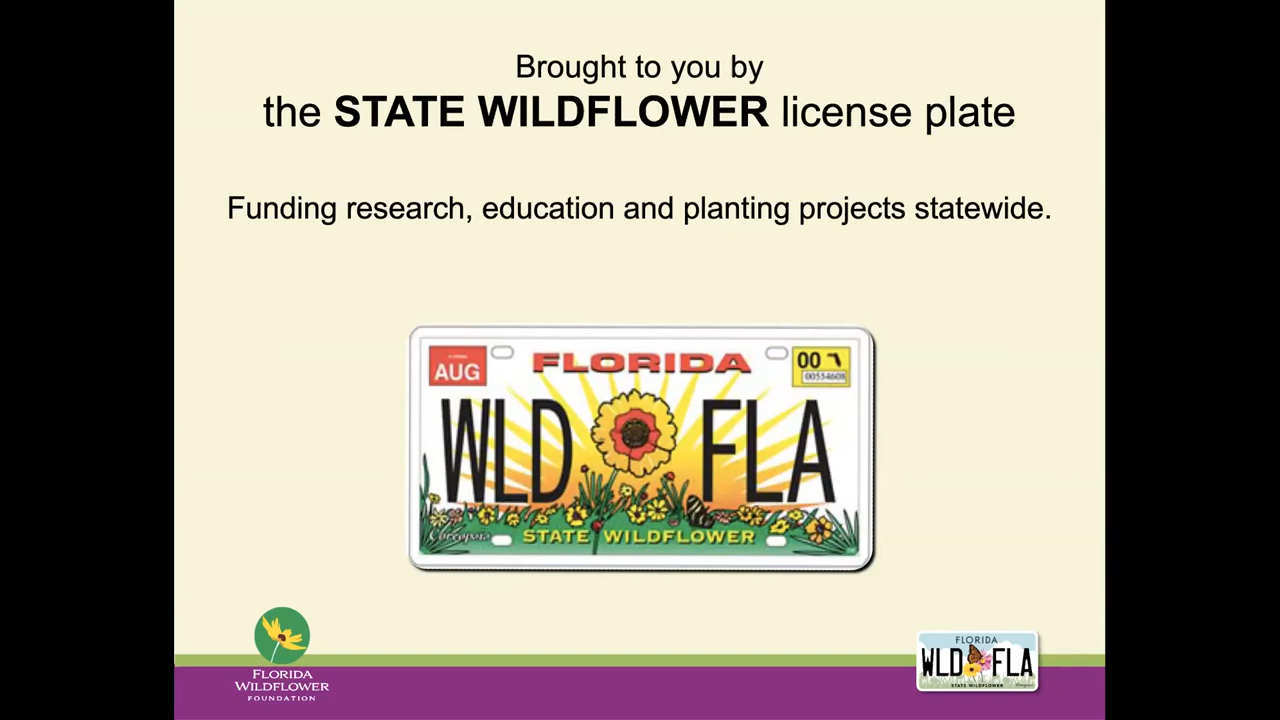 Brought to you by
the STATE WILDFLOWER license plate
Funding research, education and planting projects statewide.
FLORIDA
AUG
00
WLD FLA
Coreopsis
STATE WILDFLOWER
FLORIDA
WILDFLOWER
FOUNDATION
FLORIDA
WLD FLA
STATE WILDFLOWER